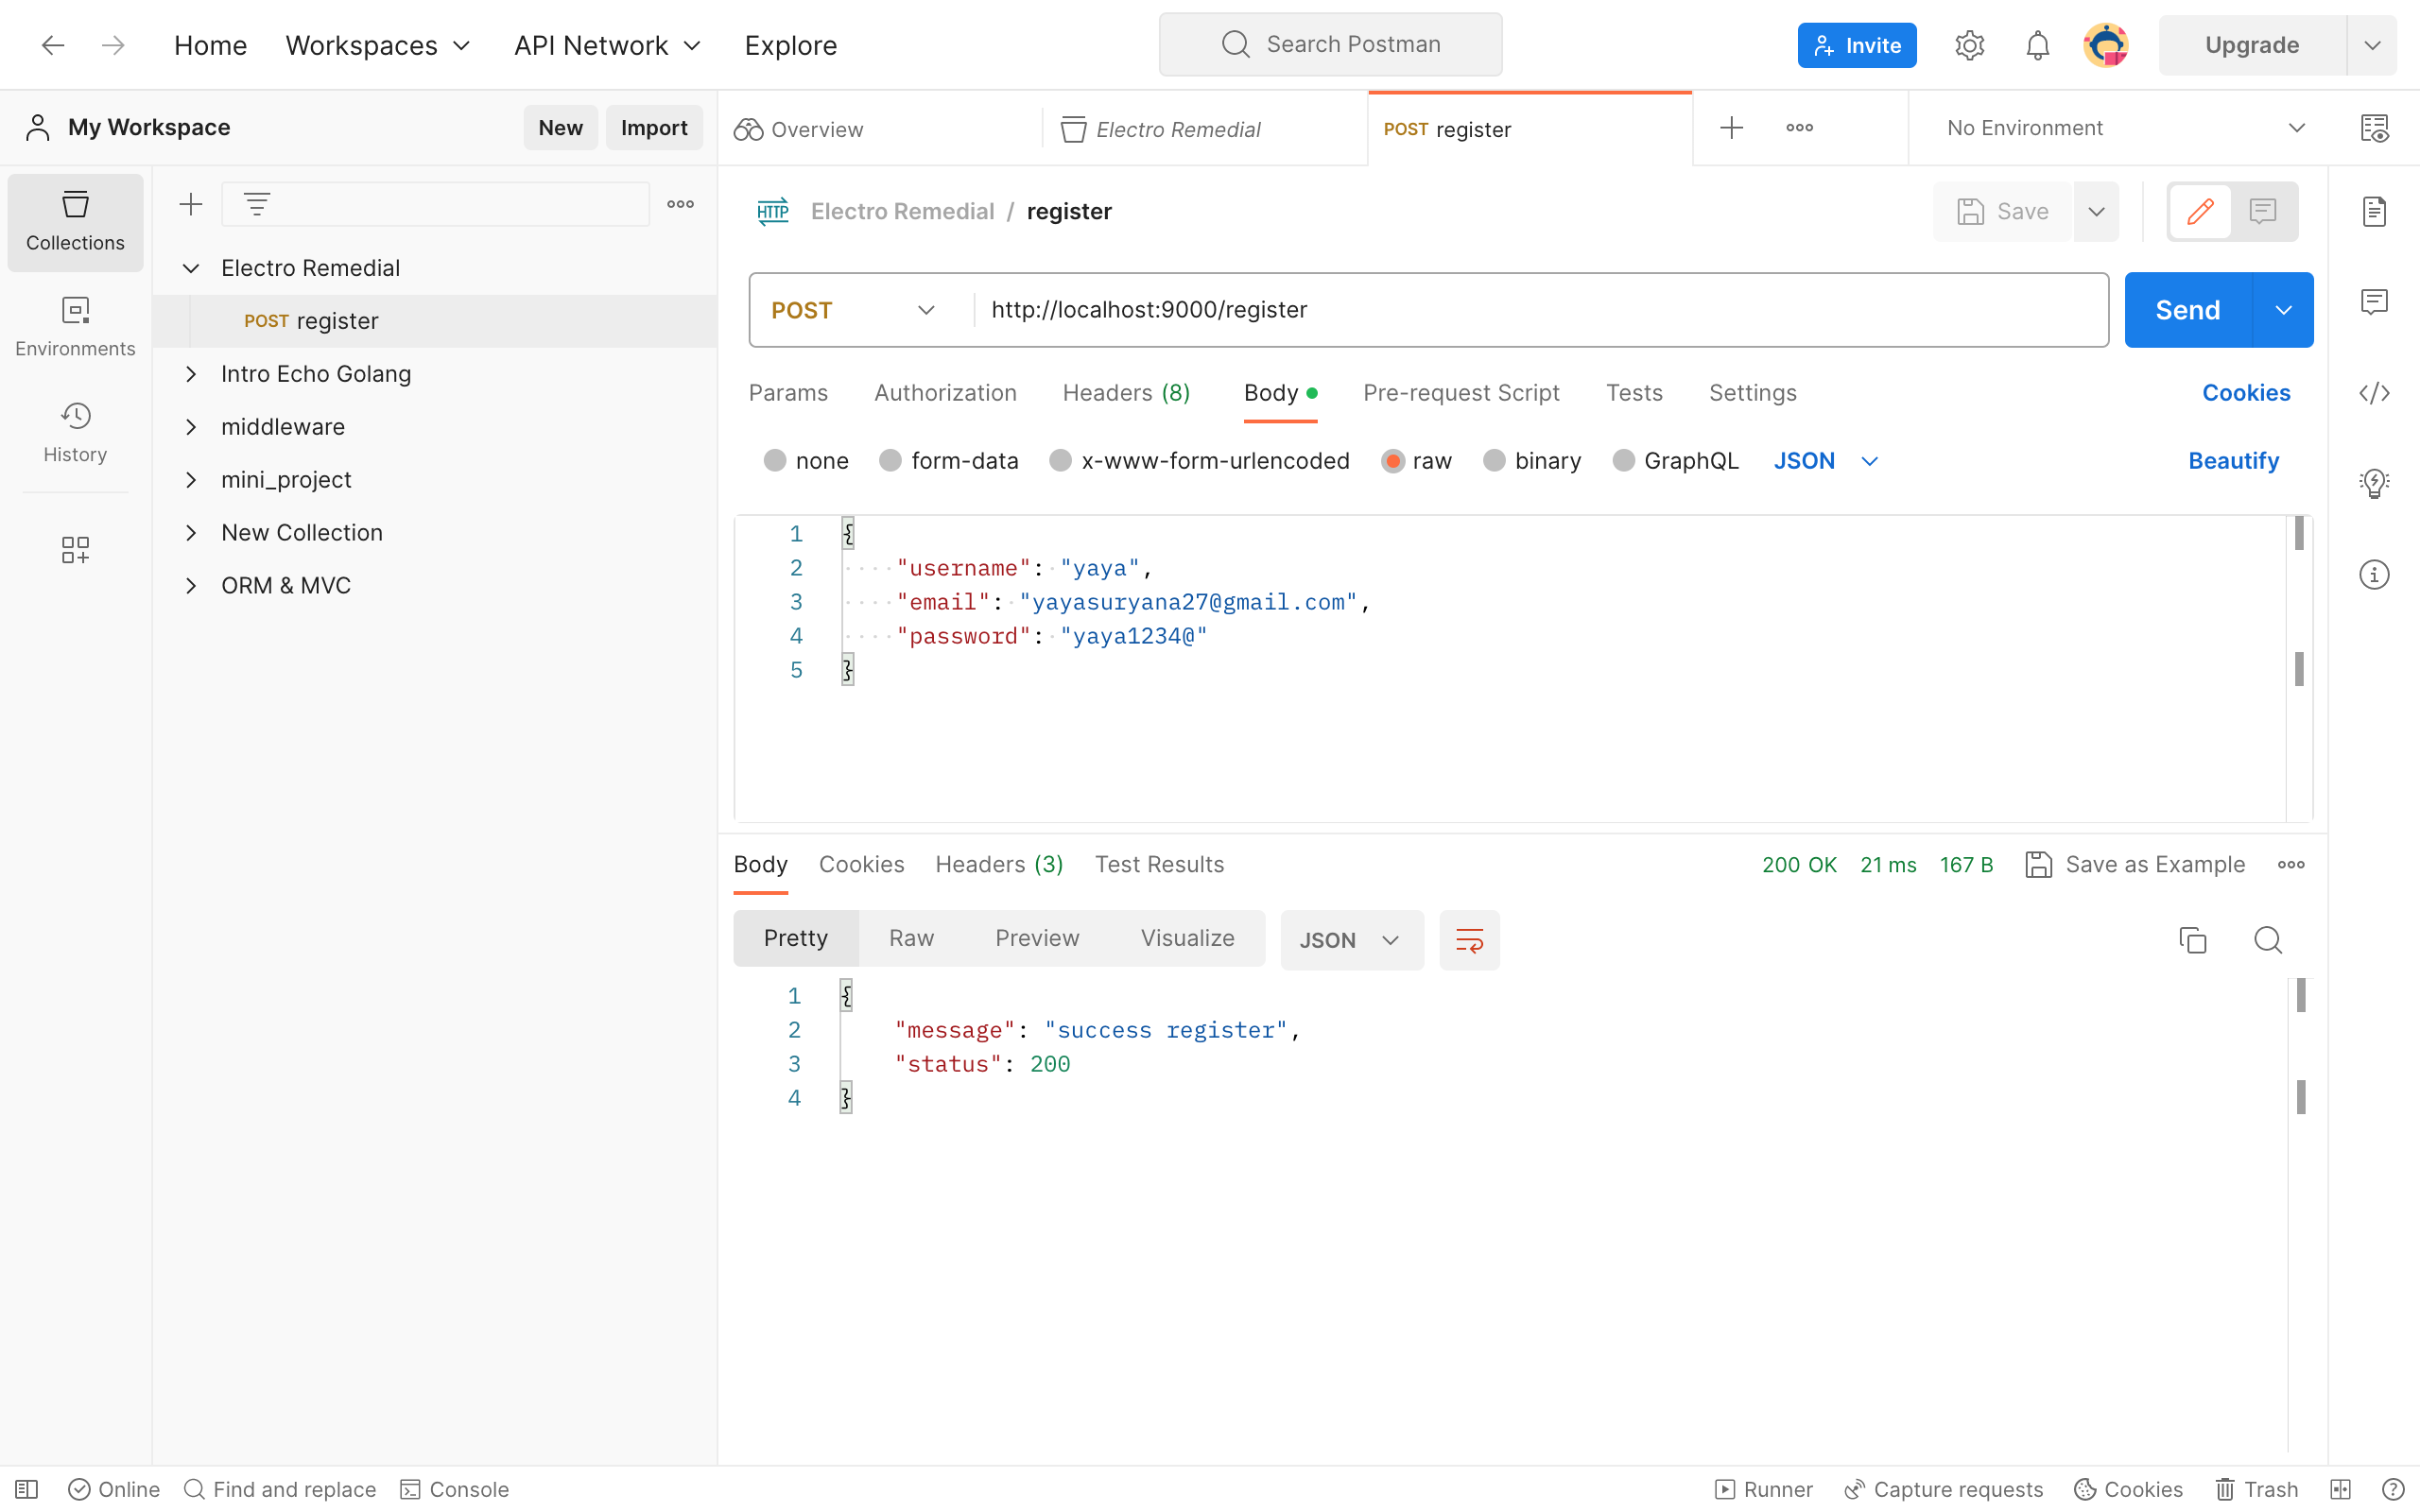 Home Workspaces API Network Explore Search Postman Invite Upgrade
My Workspace New Import Overview Electro Remedial POST register No Environment
Collections
Environments
History
Electro Remedial
POST register
Intro Echo Golang
middleware
mini_project
New Collection
ORM & MVC
HTTP Electro Remedial / register Save
POST http://localhost:9000/register Send
Params Authorization Headers (8) Body Pre-request Script Tests Settings Cookies
none form-data x-www-form-urlencoded raw binary GraphQL JSON Beautify
1 {
2 "username": "yaya",
3 "email": "yayasuryana27@gmail.com",
4 "password": "yaya1234@"
5 }
Body Cookies Headers (3) Test Results 200 OK 21 ms 167 B Save as Example
Pretty Raw Preview Visualize JSON
1 {
2 "message": "success register",
3 "status": 200
4 }
Online Find and replace Console Runner Capture requests Cookies Trash